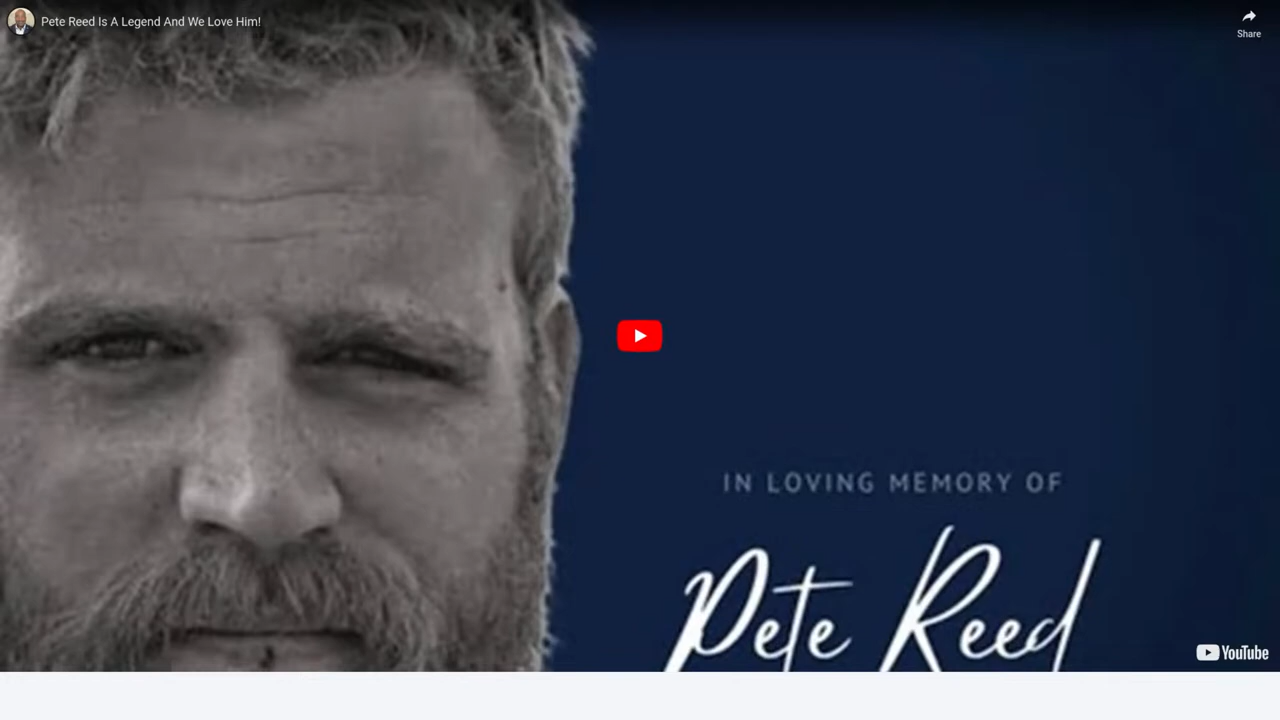 Pete Reed Is A Legend And We Love Him!
Share
IN LOVING MEMORY OF
Pete Reed
YouTube